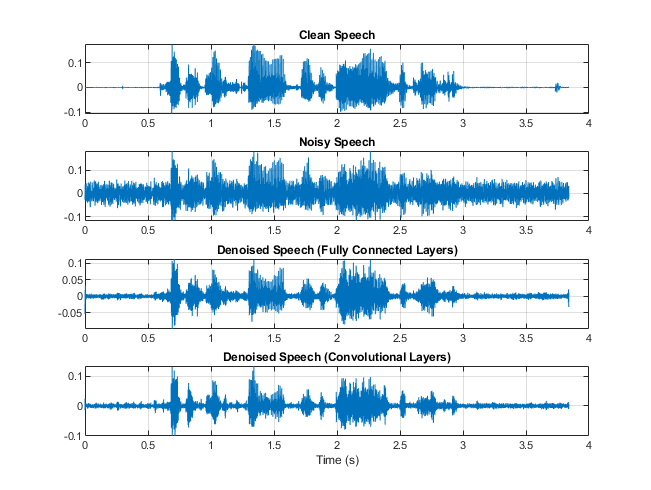 Clean Speech
0.1
0
-0.1
0 0.5 1 1.5 2 2.5 3 3.5 4
Noisy Speech
0.1
0
-0.1
0 0.5 1 1.5 2 2.5 3 3.5 4
Denoised Speech (Fully Connected Layers)
0.1
0.05
0
-0.05
0 0.5 1 1.5 2 2.5 3 3.5 4
Denoised Speech (Convolutional Layers)
0.1
0
-0.1
0 0.5 1 1.5 2 2.5 3 3.5 4
Time (s)